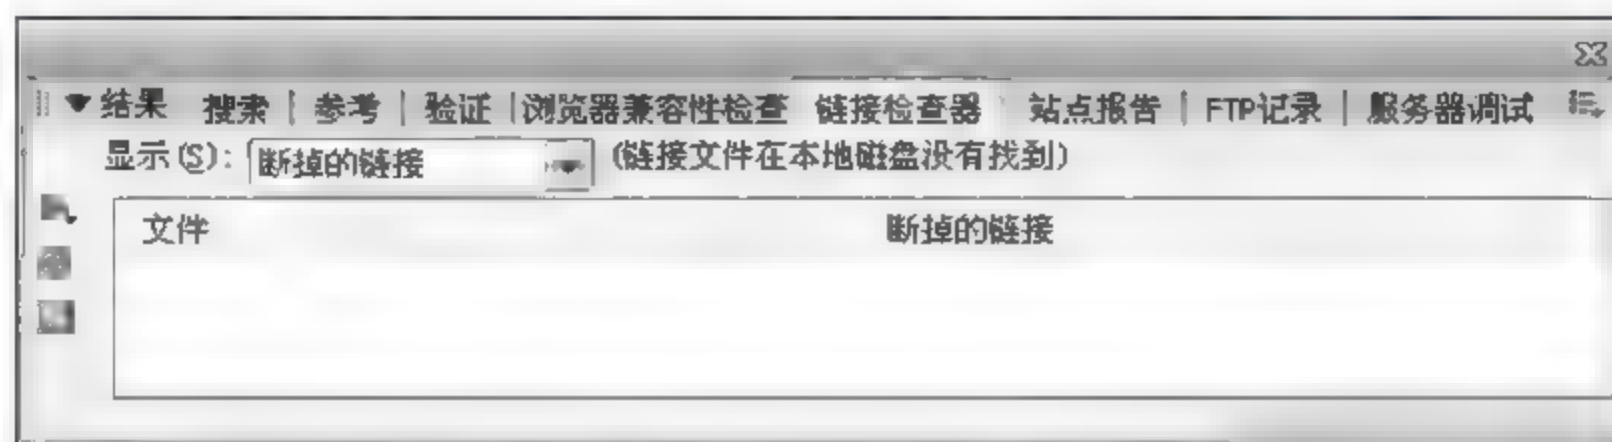 结果 搜索 | 参考 | 验证 | 浏览器兼容性检查 链接检查器 站点报告 | FTP记录 | 服务器调试
显示(S): 断掉的链接 (链接文件在本地磁盘没有找到)
文件 断掉的链接